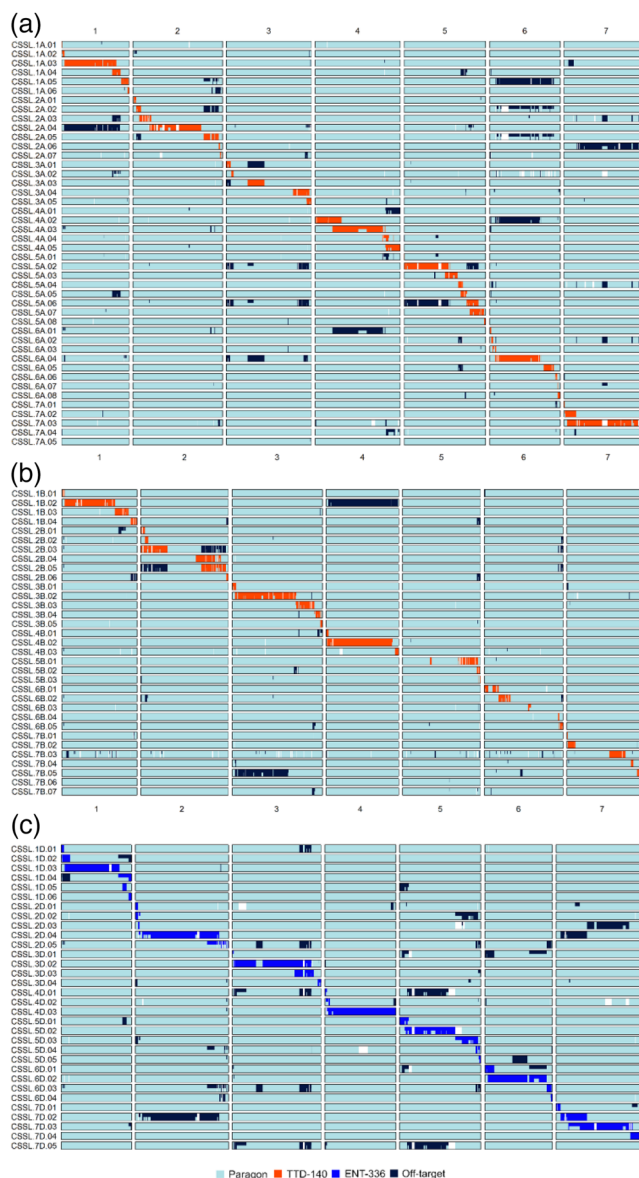 (a)
1 2 3 4 5 6 7
CSSL.1A.01
CSSL.1A.02
CSSL.1A.03
CSSL.1A.04
CSSL.1A.05
CSSL.1A.06
CSSL.2A.01
CSSL.2A.02
CSSL.2A.03
CSSL.2A.04
CSSL.2A.05
CSSL.2A.06
CSSL.2A.07
CSSL.3A.01
CSSL.3A.02
CSSL.3A.03
CSSL.3A.04
CSSL.3A.05
CSSL.4A.01
CSSL.4A.02
CSSL.4A.03
CSSL.4A.04
CSSL.4A.05
CSSL.5A.01
CSSL.5A.02
CSSL.5A.03
CSSL.5A.04
CSSL.5A.05
CSSL.5A.06
CSSL.5A.07
CSSL.5A.08
CSSL.6A.01
CSSL.6A.02
CSSL.6A.03
CSSL.6A.04
CSSL.6A.05
CSSL.6A.06
CSSL.6A.07
CSSL.6A.08
CSSL.7A.01
CSSL.7A.02
CSSL.7A.03
CSSL.7A.04
CSSL.7A.05
1 2 3 4 5 6 7
(b)
CSSL.1B.01
CSSL.1B.02
CSSL.1B.03
CSSL.1B.04
CSSL.2B.01
CSSL.2B.02
CSSL.2B.03
CSSL.2B.04
CSSL.2B.05
CSSL.2B.06
CSSL.3B.01
CSSL.3B.02
CSSL.3B.03
CSSL.3B.04
CSSL.3B.05
CSSL.4B.01
CSSL.4B.02
CSSL.4B.03
CSSL.5B.01
CSSL.5B.02
CSSL.5B.03
CSSL.6B.01
CSSL.6B.02
CSSL.6B.03
CSSL.6B.04
CSSL.6B.05
CSSL.7B.01
CSSL.7B.02
CSSL.7B.03
CSSL.7B.04
CSSL.7B.05
CSSL.7B.06
CSSL.7B.07
1 2 3 4 5 6 7
(c)
CSSL.1D.01
CSSL.1D.02
CSSL.1D.03
CSSL.1D.04
CSSL.1D.05
CSSL.1D.06
CSSL.2D.01
CSSL.2D.02
CSSL.2D.03
CSSL.2D.04
CSSL.2D.05
CSSL.3D.01
CSSL.3D.02
CSSL.3D.03
CSSL.3D.04
CSSL.4D.01
CSSL.4D.02
CSSL.4D.03
CSSL.5D.01
CSSL.5D.02
CSSL.5D.03
CSSL.5D.04
CSSL.5D.05
CSSL.6D.01
CSSL.6D.02
CSSL.6D.03
CSSL.6D.04
CSSL.7D.01
CSSL.7D.02
CSSL.7D.03
CSSL.7D.04
CSSL.7D.05
Paragon TTD-140 ENT-336 Off-target